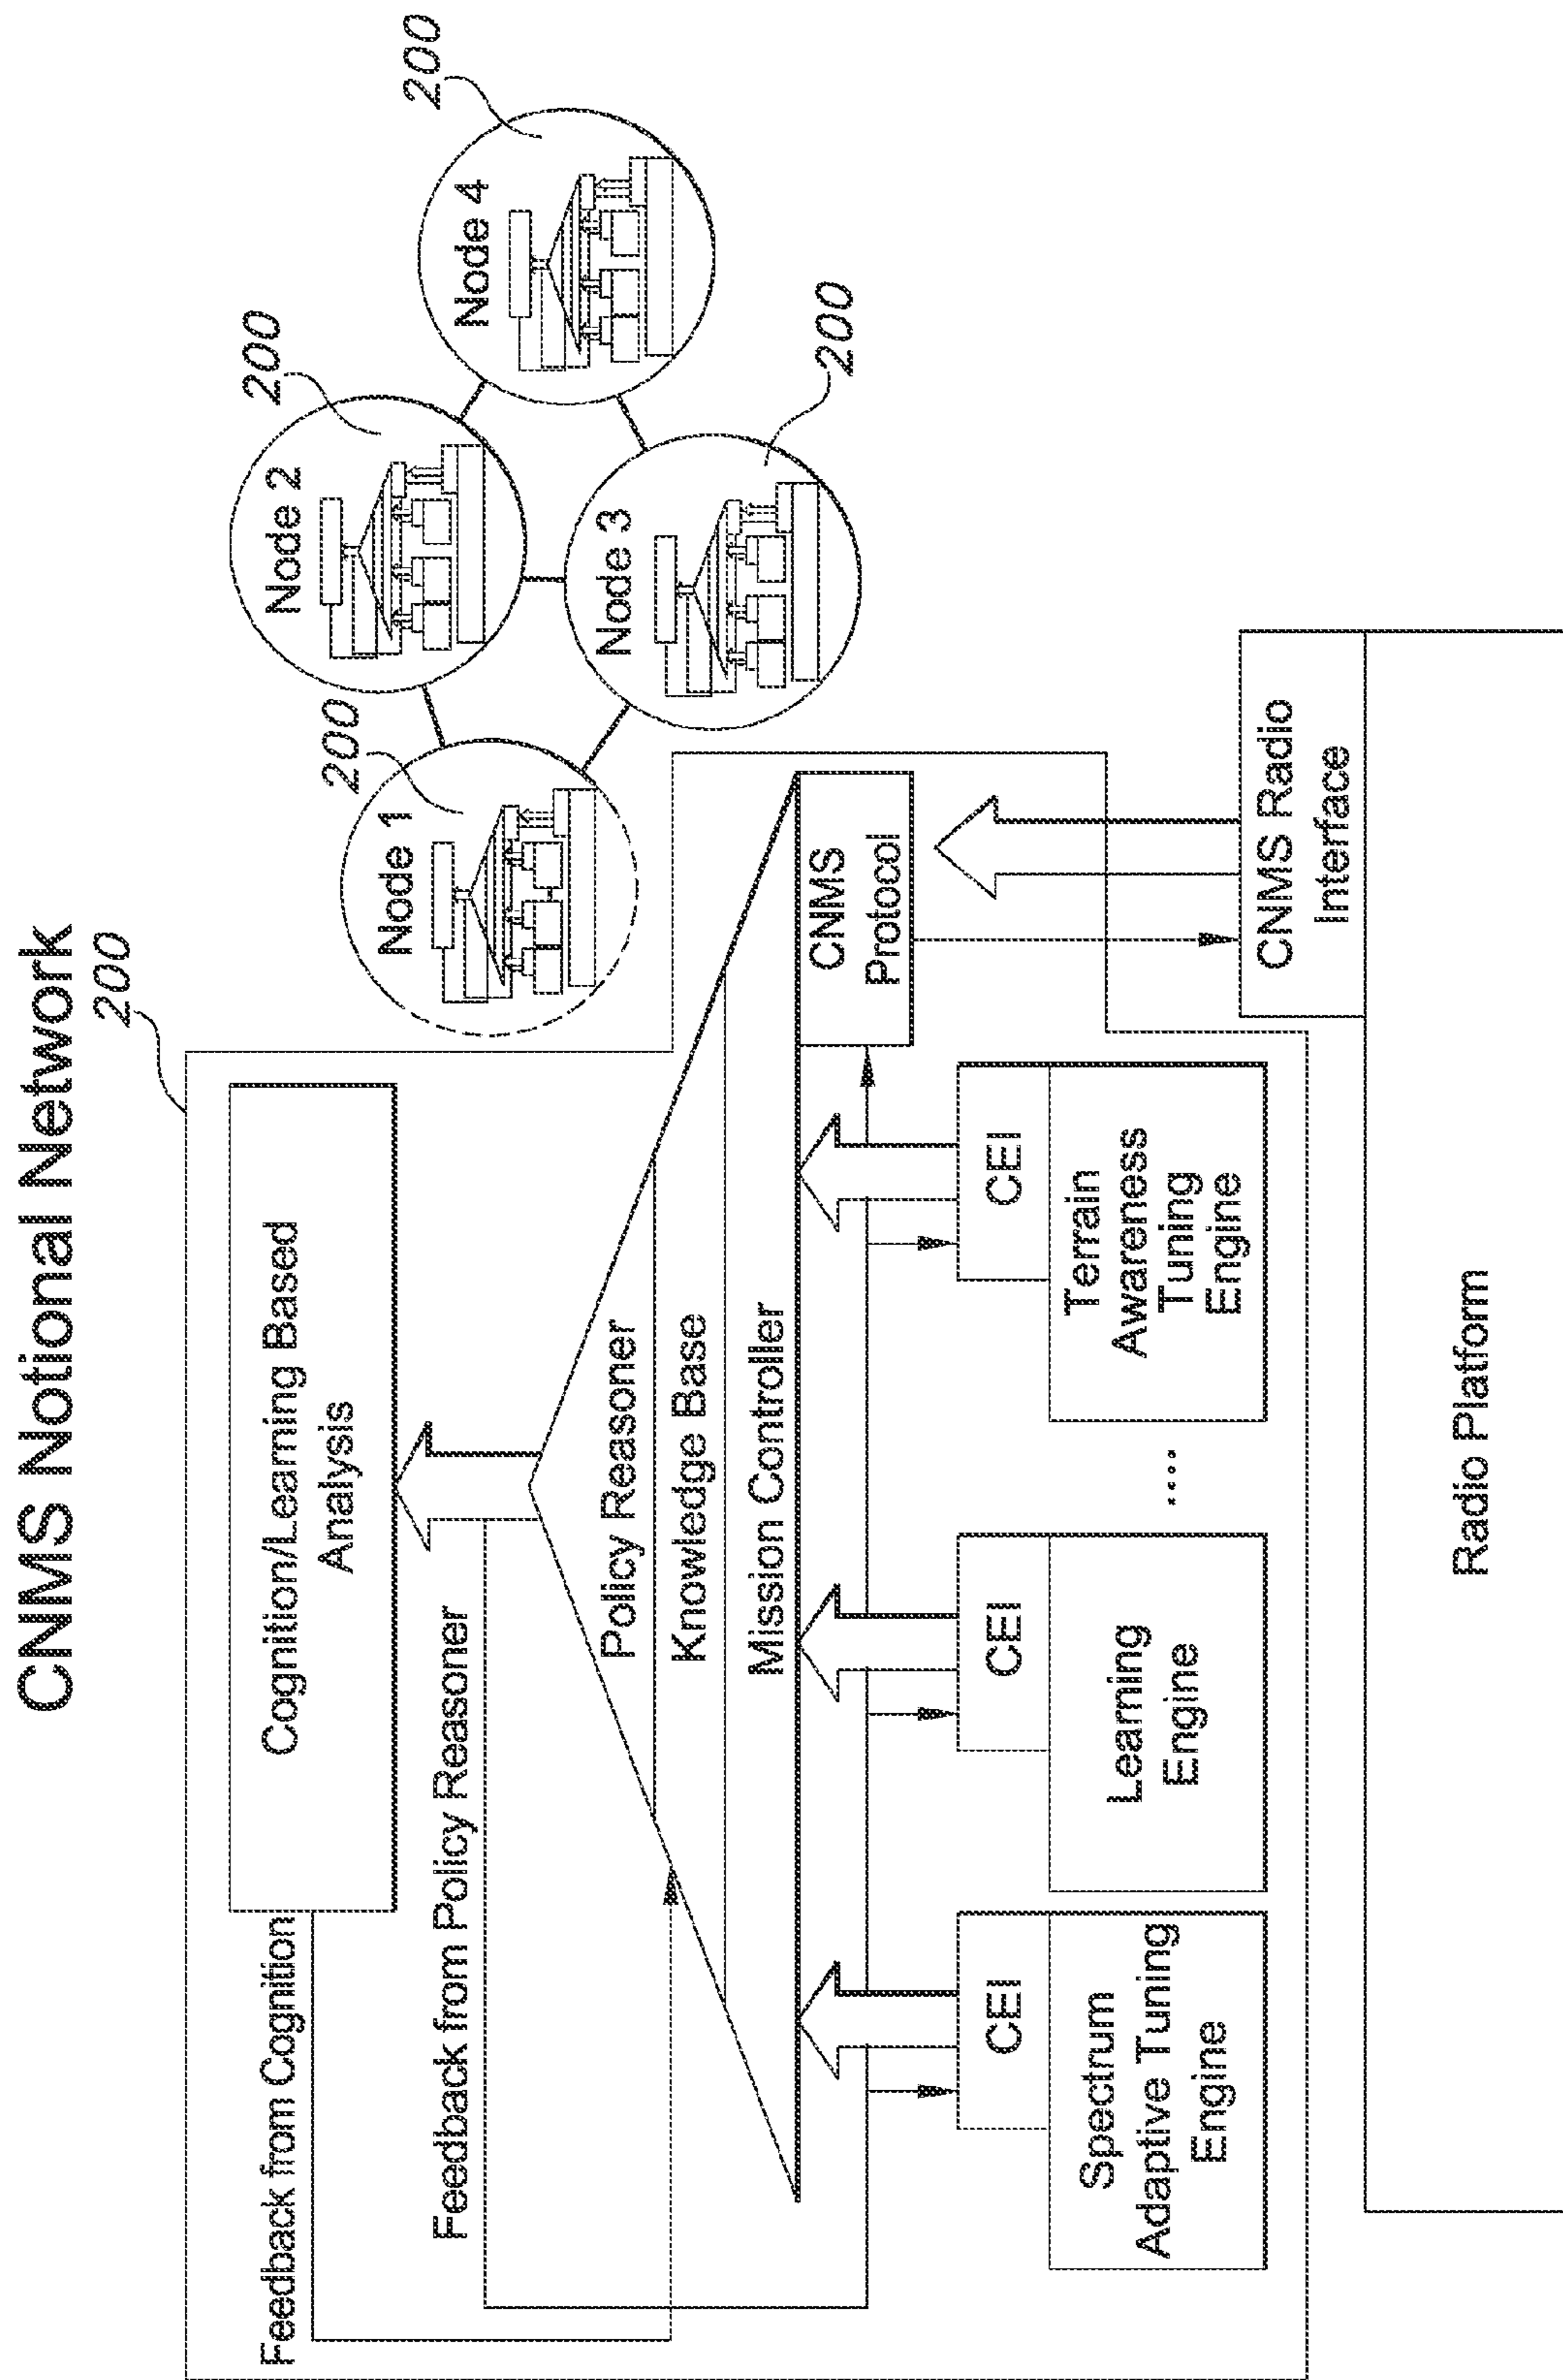 CNMS Notional Network
200
Feedback from Cognition
Cognition/Learning Based
Analysis
Feedback from Policy Reasoner
Policy Reasoner
Knowledge Base
Mission Controller
CNMS
Protocol
CEI
Spectrum
Adaptive Tuning
Engine
CEI
Learning
Engine
....
CEI
Terrain
Awareness
Tuning
Engine
CNMS Radio
Interface
Radio Platform
Node 1
200
Node 2
200
Node 3
200
Node 4
200